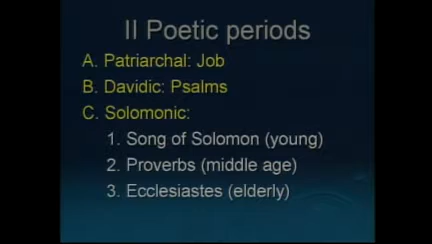 II Poetic periods
A. Patriarchal: Job
B. Davidic: Psalms
C. Solomonic:
1. Song of Solomon (young)
2. Proverbs (middle age)
3. Ecclesiastes (elderly)